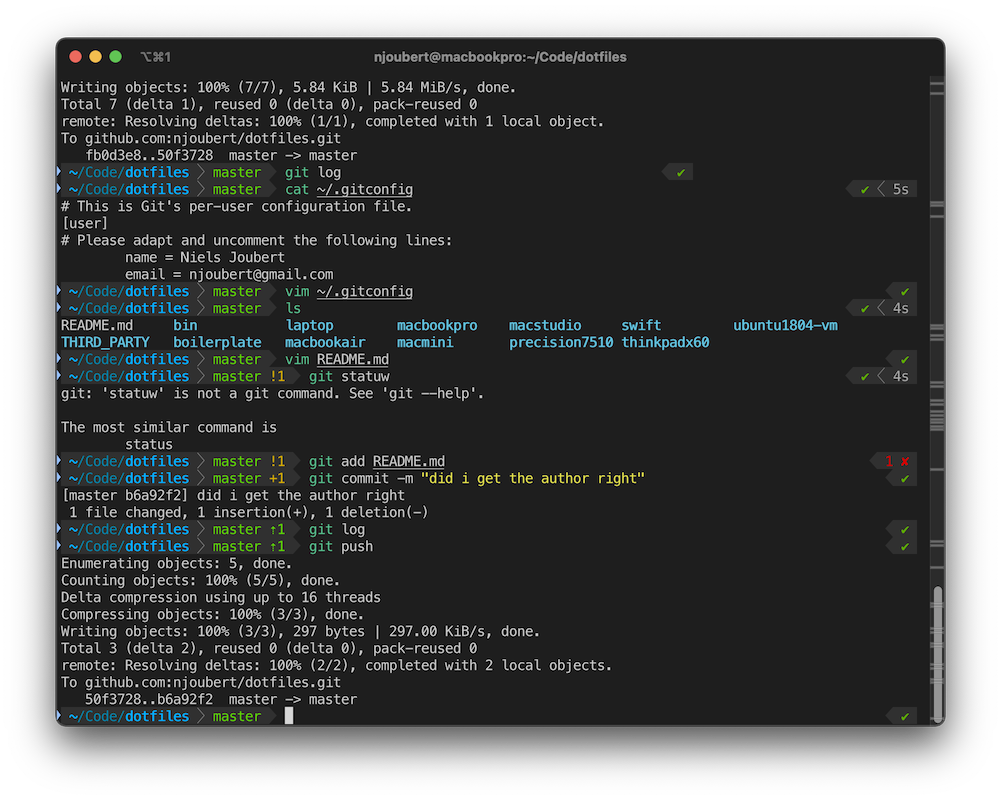 ⌥⌘1 njoubert@macbookpro:~/Code/dotfiles
Writing objects: 100% (7/7), 5.84 KiB | 5.84 MiB/s, done.
Total 7 (delta 1), reused 0 (delta 0), pack-reused 0
remote: Resolving deltas: 100% (1/1), completed with 1 local object.
To github.com:njoubert/dotfiles.git
   fb0d3e8..50f3728  master -> master
~/Code/dotfiles master git log ✔
~/Code/dotfiles master cat ~/.gitconfig ✔ 5s
# This is Git's per-user configuration file.
[user]
# Please adapt and uncomment the following lines:
        name = Niels Joubert
        email = njoubert@gmail.com
~/Code/dotfiles master vim ~/.gitconfig ✔
~/Code/dotfiles master ls ✔ 4s
README.md     bin           laptop        macbookpro    macstudio     swift         ubuntu1804-vm
THIRD_PARTY   boilerplate   macbookair    macmini       precision7510 thinkpadx60
~/Code/dotfiles master vim README.md ✔
~/Code/dotfiles master !1 git statuw ✔ 4s
git: 'statuw' is not a git command. See 'git --help'.
The most similar command is
        status
~/Code/dotfiles master !1 git add README.md 1 ✘
~/Code/dotfiles master +1 git commit -m "did i get the author right" ✔
[master b6a92f2] did i get the author right
 1 file changed, 1 insertion(+), 1 deletion(-)
~/Code/dotfiles master ⇡1 git log ✔
~/Code/dotfiles master ⇡1 git push ✔
Enumerating objects: 5, done.
Counting objects: 100% (5/5), done.
Delta compression using up to 16 threads
Compressing objects: 100% (3/3), done.
Writing objects: 100% (3/3), 297 bytes | 297.00 KiB/s, done.
Total 3 (delta 2), reused 0 (delta 0), pack-reused 0
remote: Resolving deltas: 100% (2/2), completed with 2 local objects.
To github.com:njoubert/dotfiles.git
   50f3728..b6a92f2  master -> master
~/Code/dotfiles master ✔